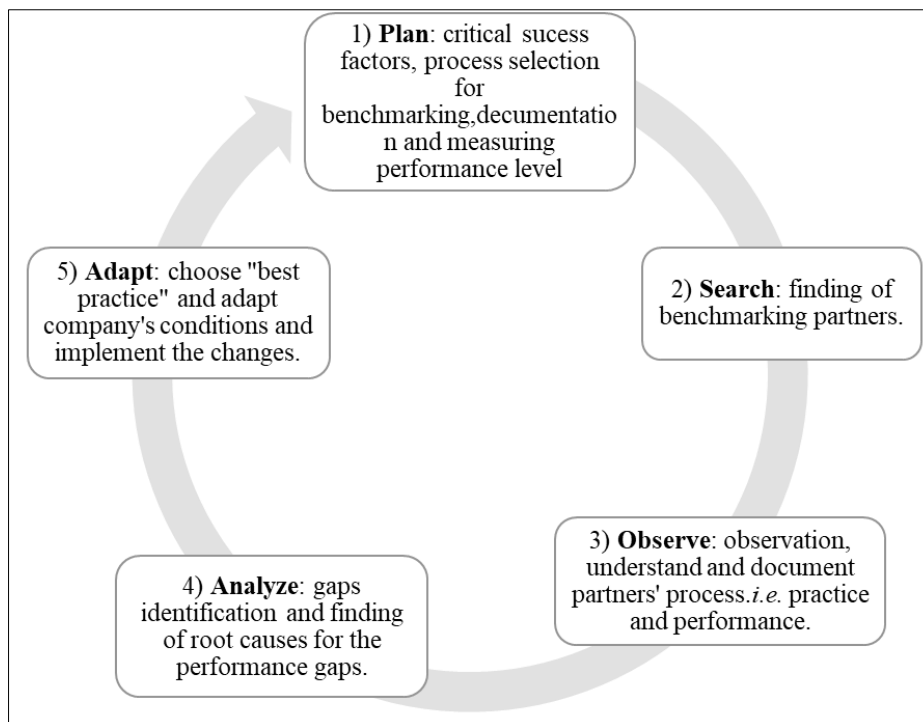 1) Plan: critical sucess
factors, process selection
for
benchmarking,decumentatio
n and measuring
performance level
2) Search: finding of
benchmarking partners.
3) Observe: observation,
understand and document
partners' process.i.e. practice
and performance.
4) Analyze: gaps
identification and finding
of root causes for the
performance gaps.
5) Adapt: choose "best
practice" and adapt
company's conditions and
implement the changes.